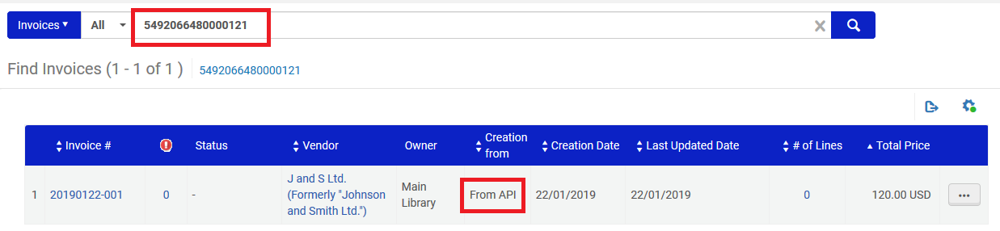 Invoices All 5492066480000121
Find Invoices (1 - 1 of 1 ) 5492066480000121
Invoice # Status Vendor Owner Creation from Creation Date Last Updated Date # of Lines Total Price
1 20190122-001 0 - J and S Ltd. (Formerly "Johnson and Smith Ltd.") Main Library From API 22/01/2019 22/01/2019 0 120.00 USD